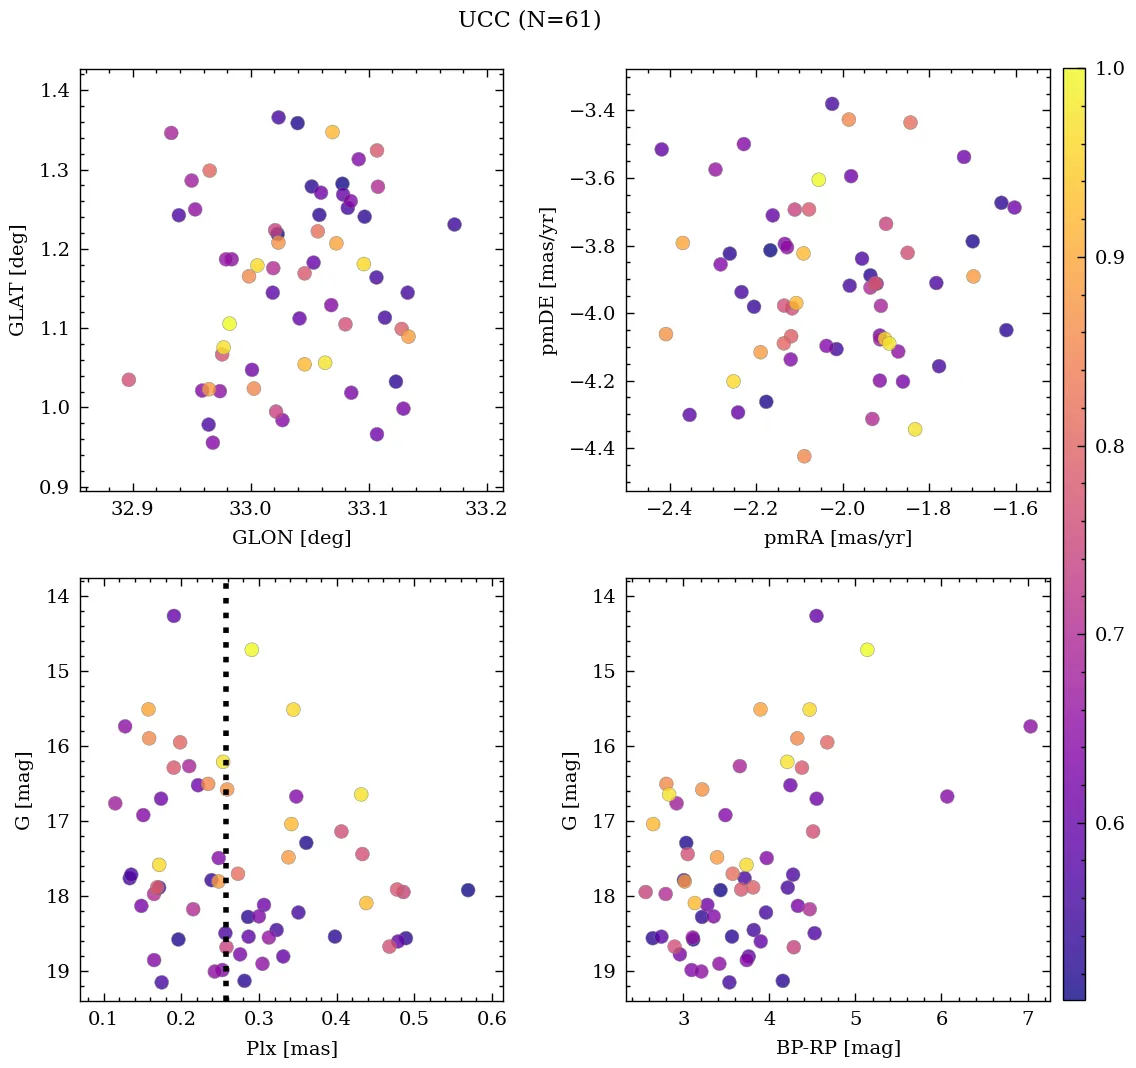 UCC (N=61)
1.4
1.3
1.2
1.1
1.0
0.9
GLAT [deg]
32.9 33.0 33.1 33.2
GLON [deg]
−3.4
−3.6
−3.8
−4.0
−4.2
−4.4
pmDE [mas/yr]
−2.4 −2.2 −2.0 −1.8 −1.6
pmRA [mas/yr]
14
15
16
17
18
19
G [mag]
0.1 0.2 0.3 0.4 0.5 0.6
Plx [mas]
14
15
16
17
18
19
G [mag]
3 4 5 6 7
BP-RP [mag]
1.0
0.9
0.8
0.7
0.6